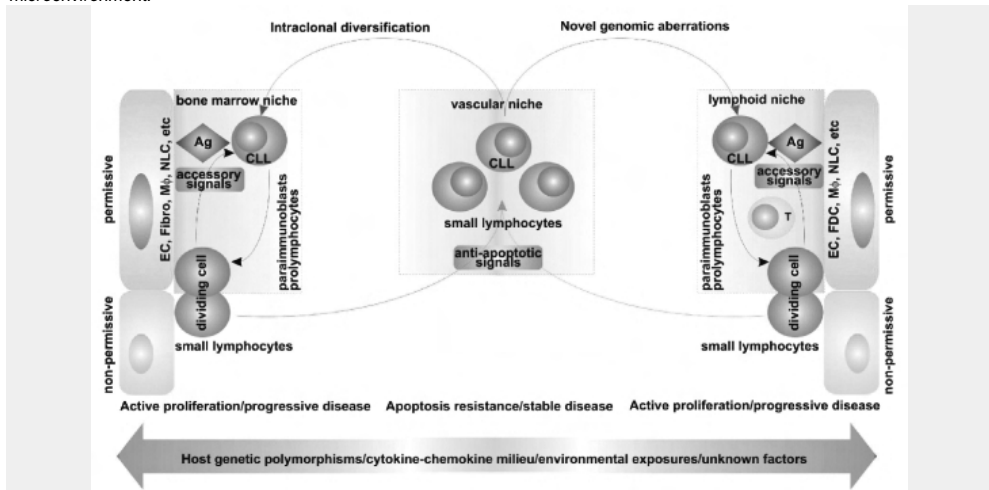 Intraclonal diversification
Novel genomic aberrations
bone marrow niche
vascular niche
lymphoid niche
permissive
EC, Fibro, Mϕ, NLC, etc
Ag
CLL
accessory
signals
paraimmunoblasts
prolymphocytes
dividing cell
small lymphocytes
non-permissive
CLL
small lymphocytes
anti-apoptotic
signals
CLL
Ag
accessory
signals
T
paraimmunoblasts
prolymphocytes
EC, FDC, Mϕ, NLC, etc
permissive
dividing cell
small lymphocytes
non-permissive
Active proliferation/progressive disease
Apoptosis resistance/stable disease
Active proliferation/progressive disease
Host genetic polymorphisms/cytokine-chemokine milieu/environmental exposures/unknown factors